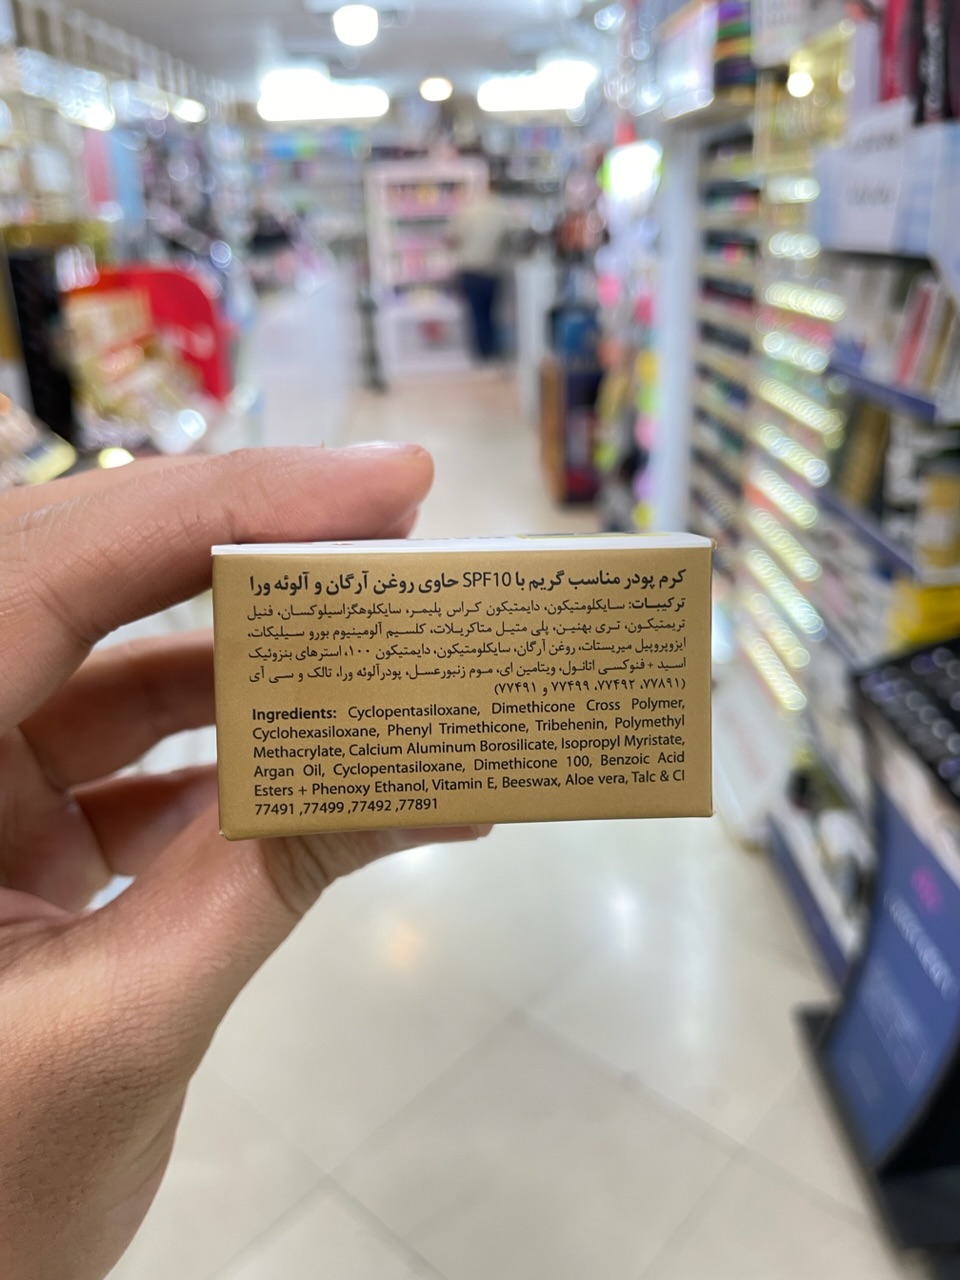 کرم پودر مناسب گریم با SPF10 حاوی روغن آرگان و آلوئه ورا
ترکیبات: سایکلومتیکون، دایمتیکون کراس پلیمر، سایکلوهگزاسیلوکسان، فنیل
تریمتیکون، تری بهنین، پلی متیل متاکریلات، کلسیم آلومینیوم بورو سیلیکات،
ایزوپروپیل میریستات، روغن آرگان، سایکلومتیکون، دایمتیکون ۱۰۰، استرهای بنزوئیک
اسید + فنوکسی اتانول، ویتامین ای، موم زنبورعسل، پودرآلوئه ورا، تالک و سی آی
(۷۷۸۹۱، ۷۷۴۹۲، ۷۷۴۹۹ و ۷۷۴۹۱)
Ingredients: Cyclopentasiloxane, Dimethicone Cross Polymer,
Cyclohexasiloxane, Phenyl Trimethicone, Tribehenin, Polymethyl
Methacrylate, Calcium Aluminum Borosilicate, Isopropyl Myristate,
Argan Oil, Cyclopentasiloxane, Dimethicone 100, Benzoic Acid
Esters + Phenoxy Ethanol, Vitamin E, Beeswax, Aloe vera, Talc & CI
77491 ,77499 ,77492 ,77891